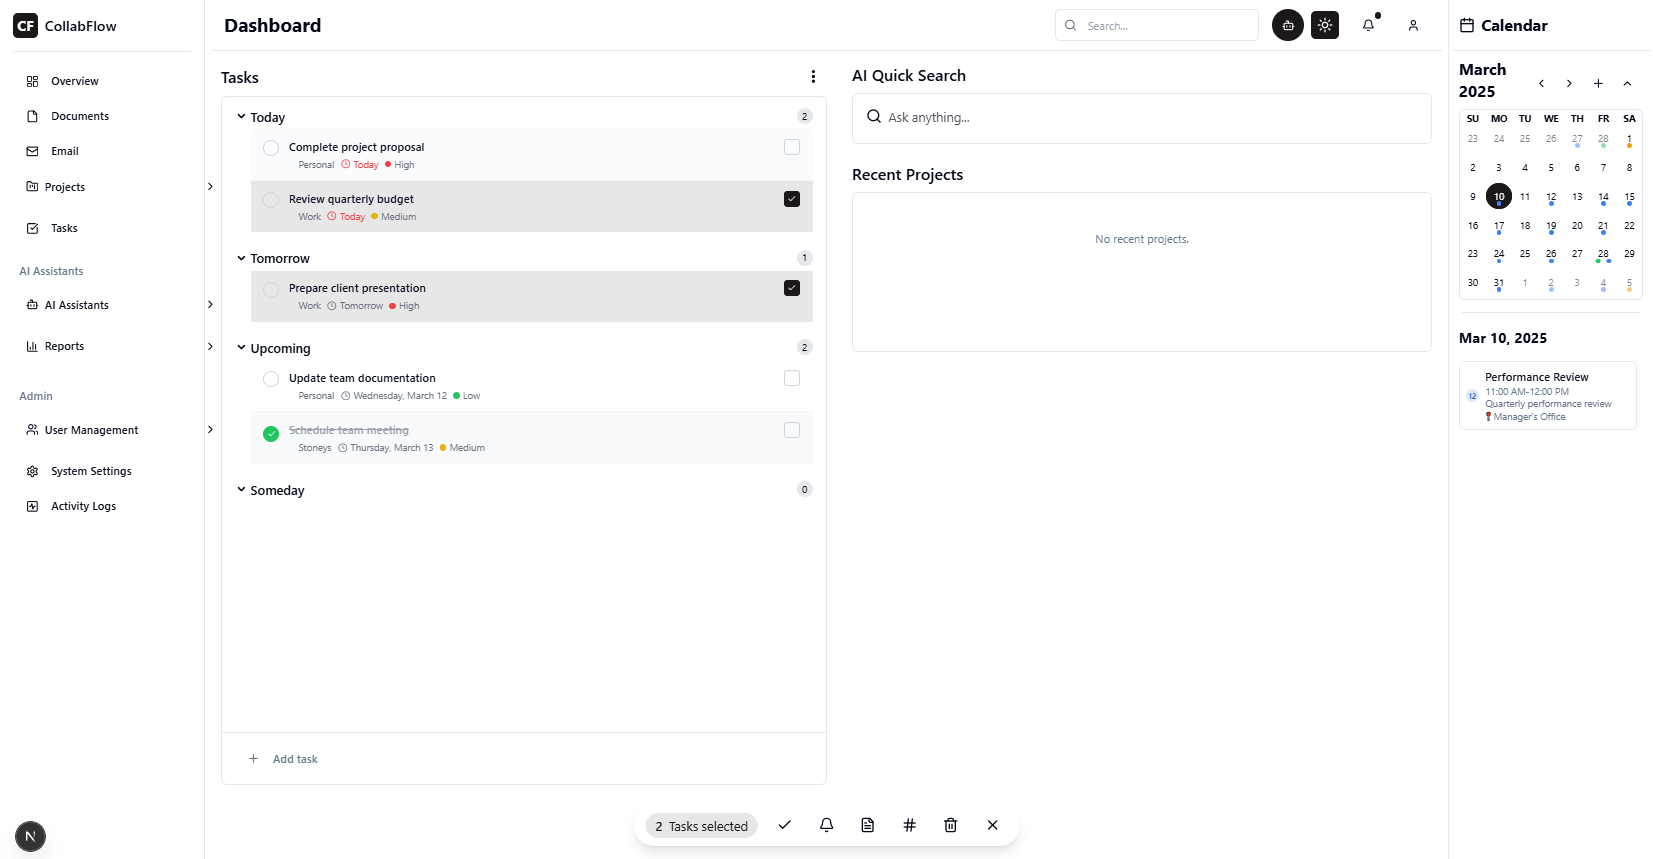 CF CollabFlow
Overview
Documents
Email
Projects
Tasks
AI Assistants
AI Assistants
Reports
Admin
User Management
System Settings
Activity Logs
N
Dashboard
Search...
Tasks
Today 2
Complete project proposal
Personal Today High
Review quarterly budget
Work Today Medium
Tomorrow 1
Prepare client presentation
Work Tomorrow High
Upcoming 2
Update team documentation
Personal Wednesday, March 12 Low
Schedule team meeting
Stoneys Thursday, March 13 Medium
Someday 0
Add task
AI Quick Search
Ask anything...
Recent Projects
No recent projects.
2 Tasks selected
Calendar
March
2025
SU MO TU WE TH FR SA
23 24 25 26 27 28 1
2 3 4 5 6 7 8
9 10 11 12 13 14 15
16 17 18 19 20 21 22
23 24 25 26 27 28 29
30 31 1 2 3 4 5
Mar 10, 2025
Performance Review
12 11:00 AM-12:00 PM
Quarterly performance review
Manager's Office